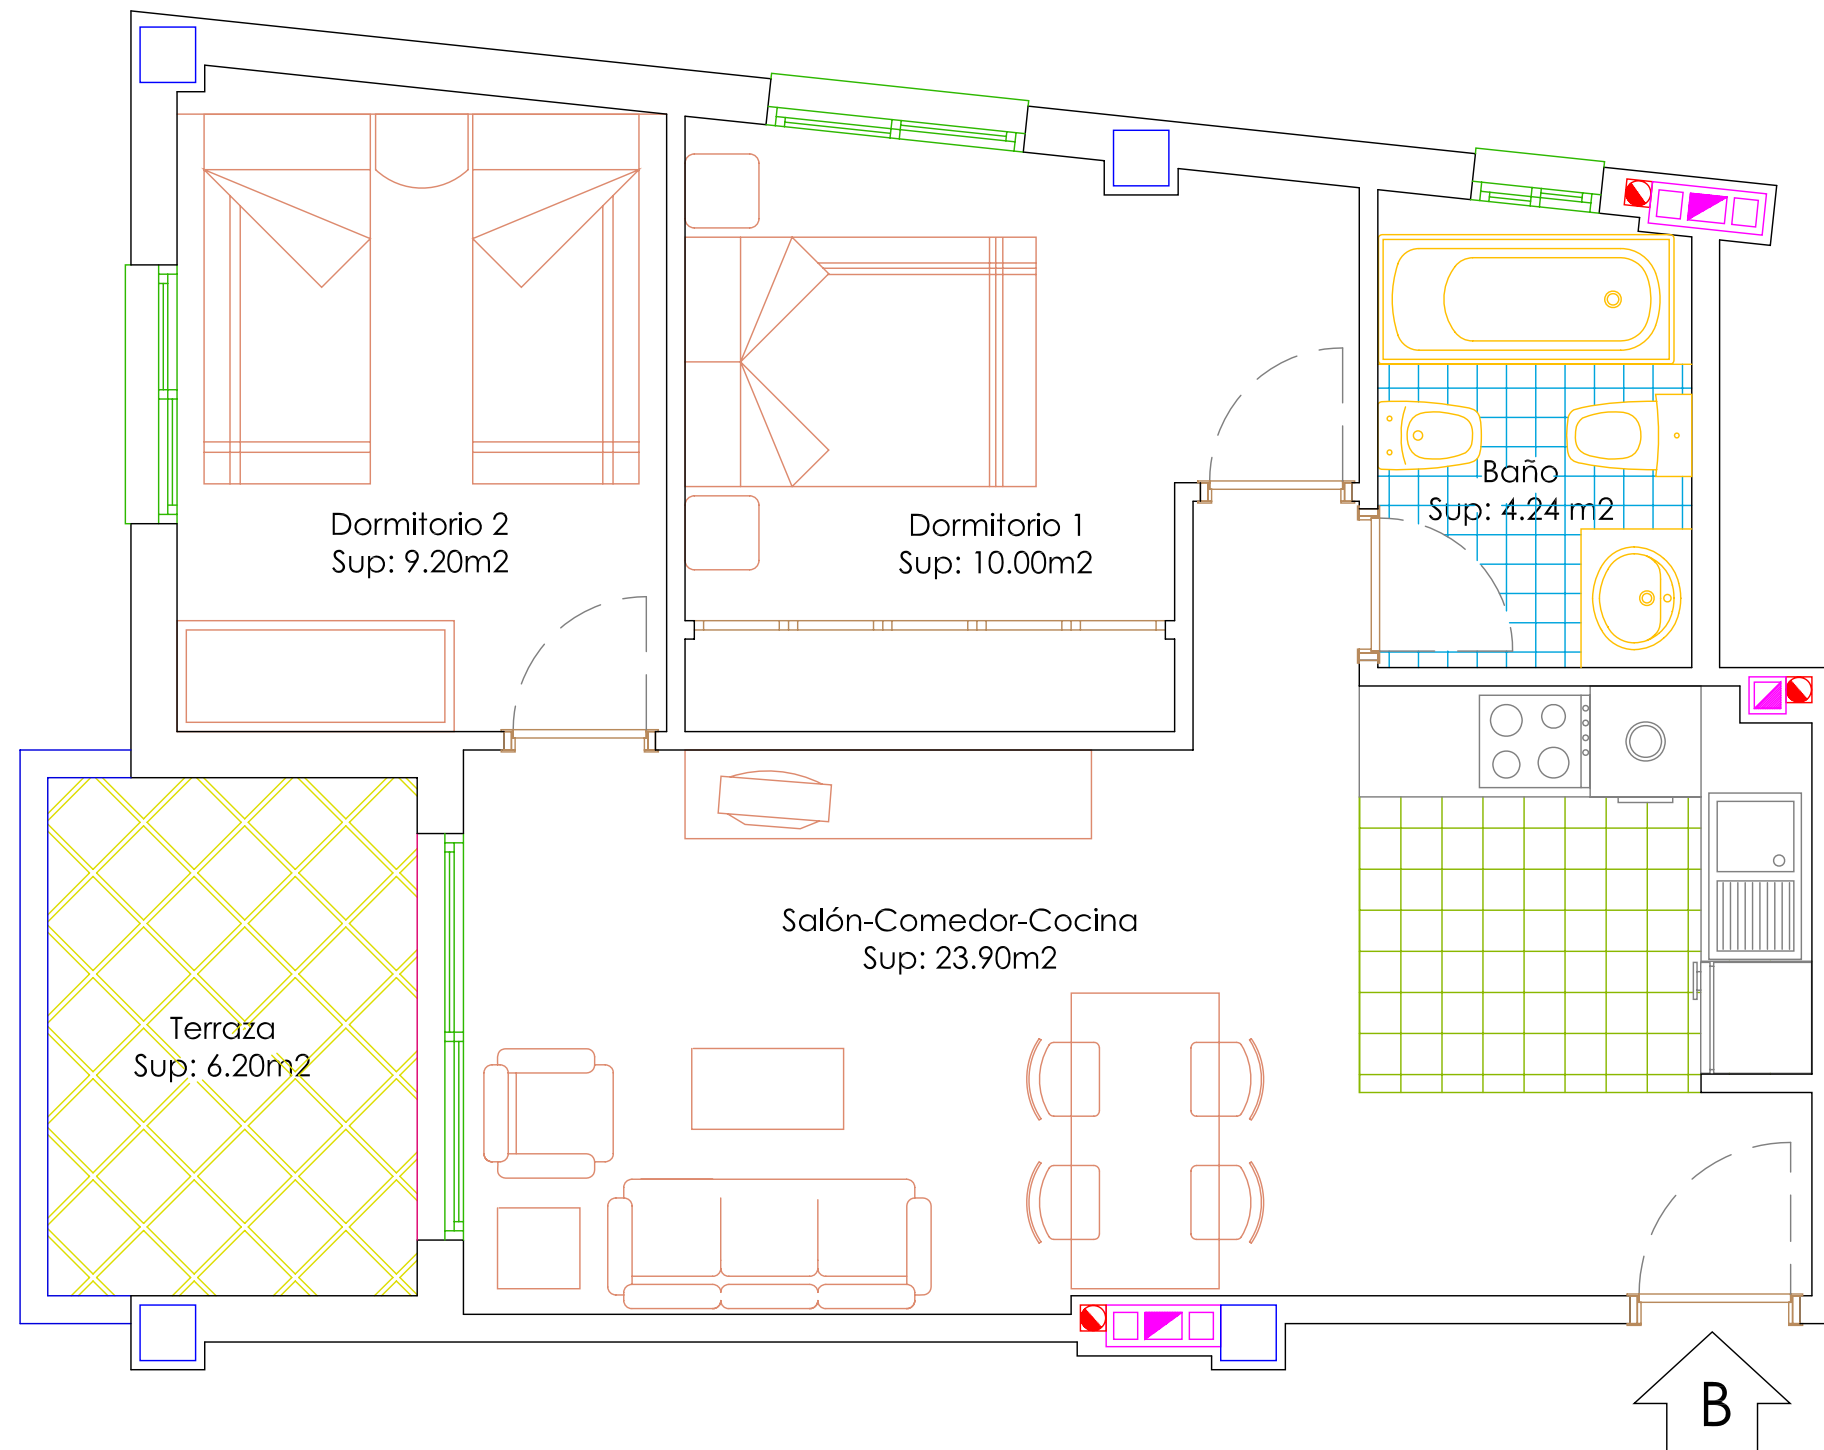 Dormitorio 2
Sup: 9.20m2
Dormitorio 1
Sup: 10.00m2
Baño
Sup: 4.24 m2
Salón-Comedor-Cocina
Sup: 23.90m2
Terraza
Sup: 6.20m2
B